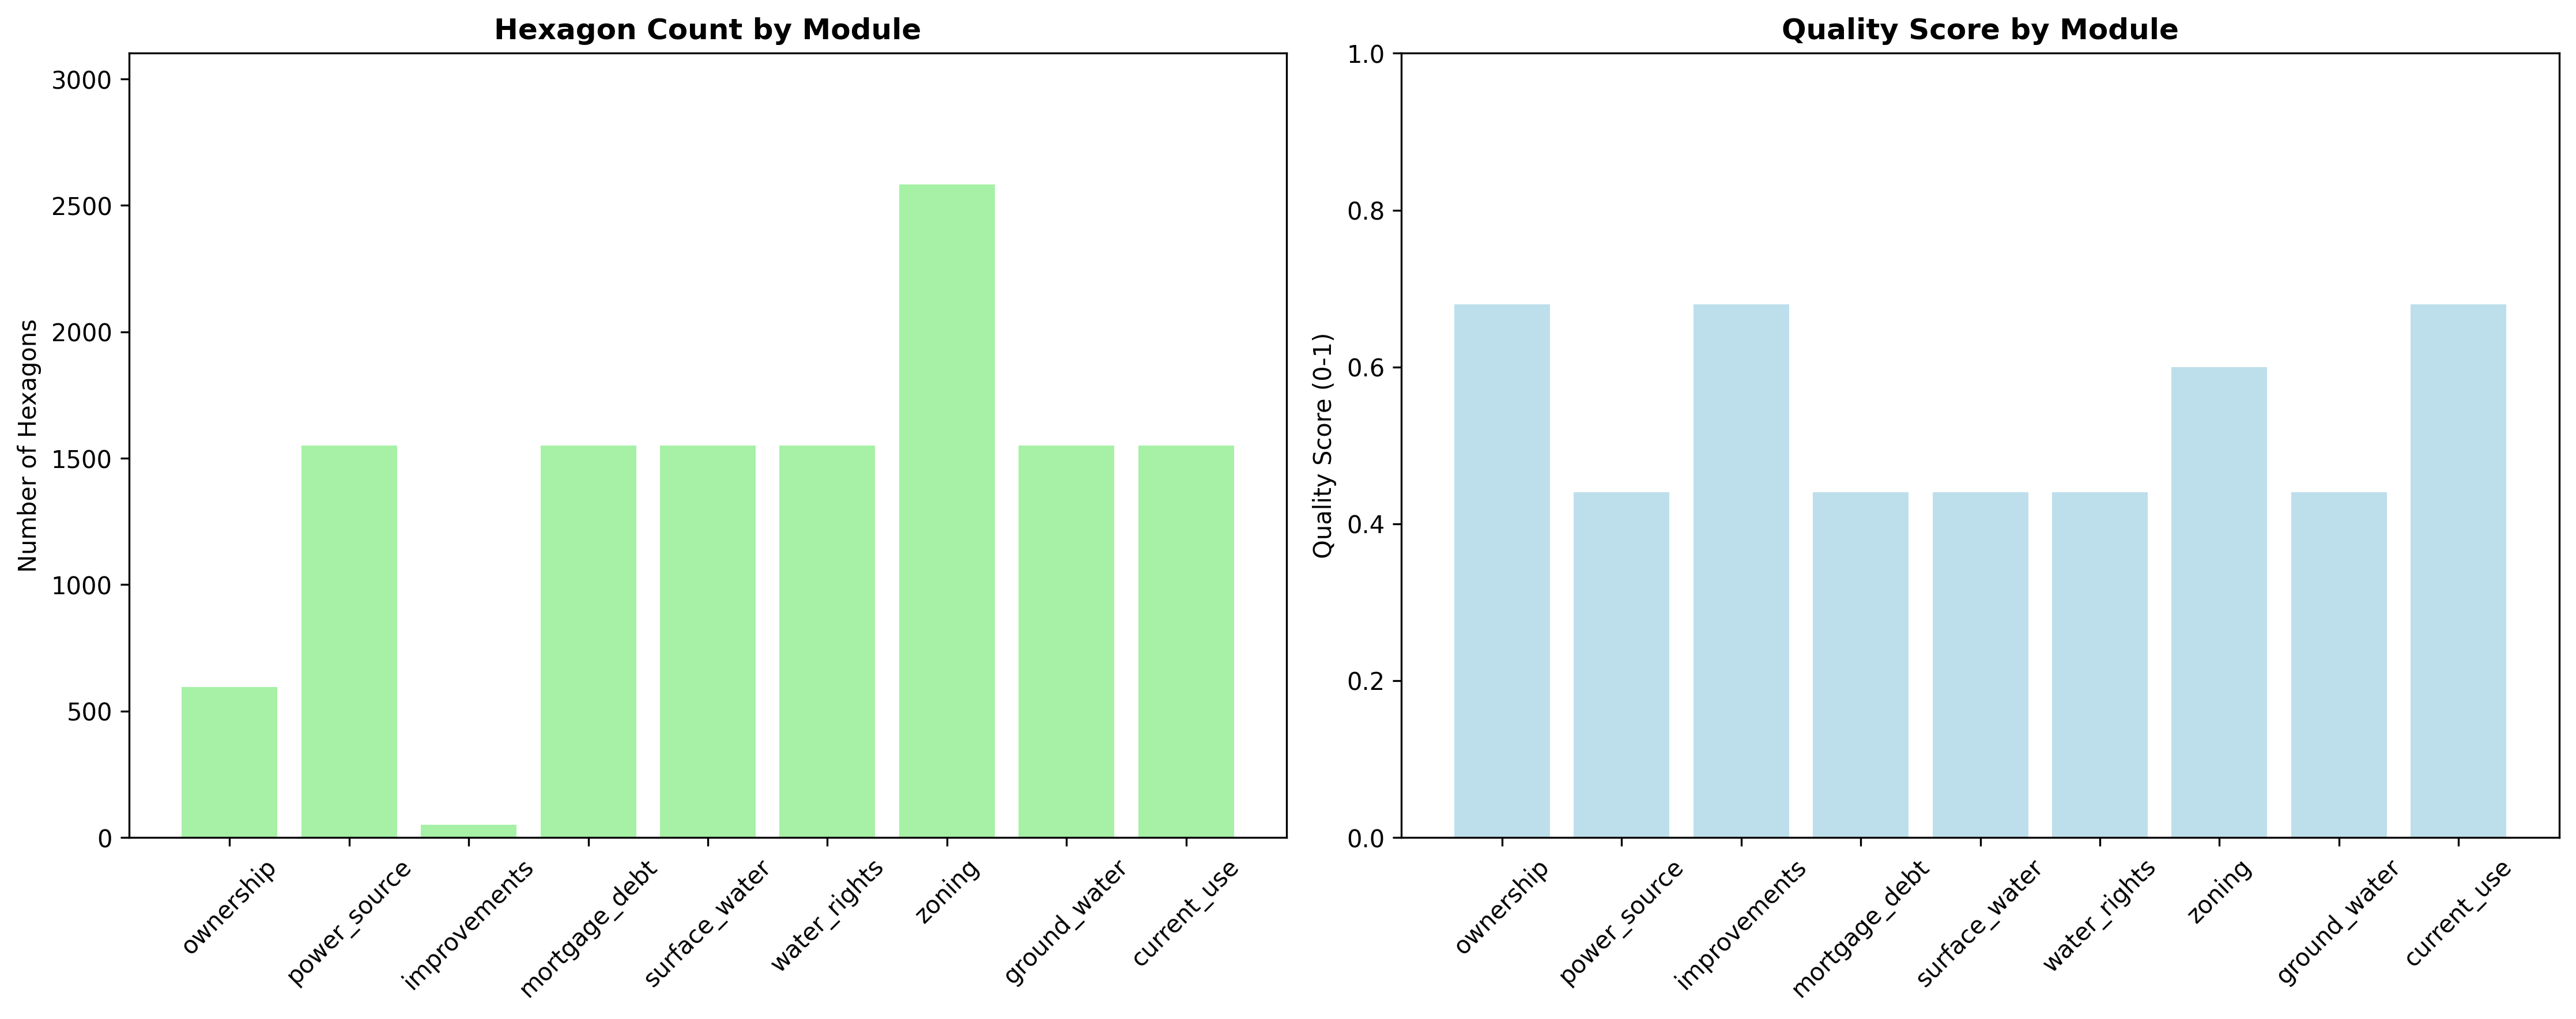 Hexagon Count by Module
Number of Hexagons
3000
2500
2000
1500
1000
500
0
ownership
power_source
improvements
mortgage_debt
surface_water
water_rights
zoning
ground_water
current_use
Quality Score by Module
Quality Score (0-1)
1.0
0.8
0.6
0.4
0.2
0.0
ownership
power_source
improvements
mortgage_debt
surface_water
water_rights
zoning
ground_water
current_use